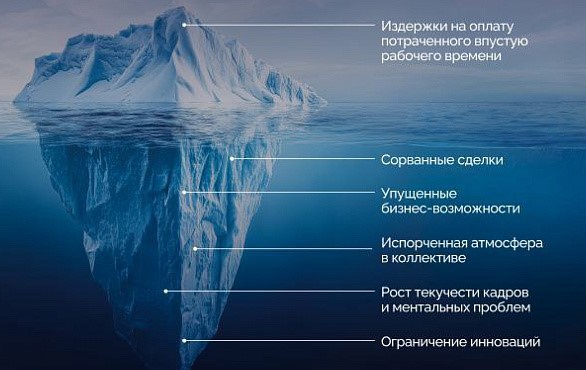 Издержки на оплату
потраченного впустую
рабочего времени
Сорванные сделки
Упущенные
бизнес-возможности
Испорченная атмосфера
в коллективе
Рост текучести кадров
и ментальных проблем
Ограничение инноваций